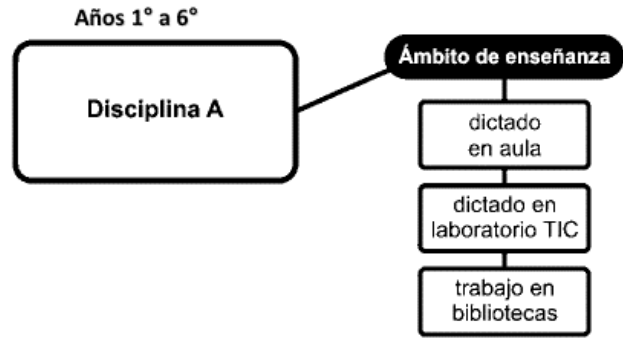 Años 1° a 6°
Disciplina A
Ámbito de enseñanza
dictado
en aula
dictado en
laboratorio TIC
trabajo en
bibliotecas